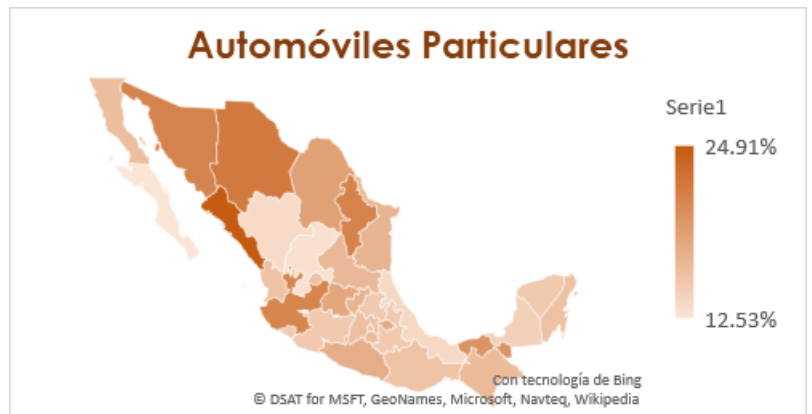 Automóviles Particulares
Serie1
24.91%
12.53%
Con tecnología de Bing
© DSAT for MSFT, GeoNames, Microsoft, Navteq, Wikipedia